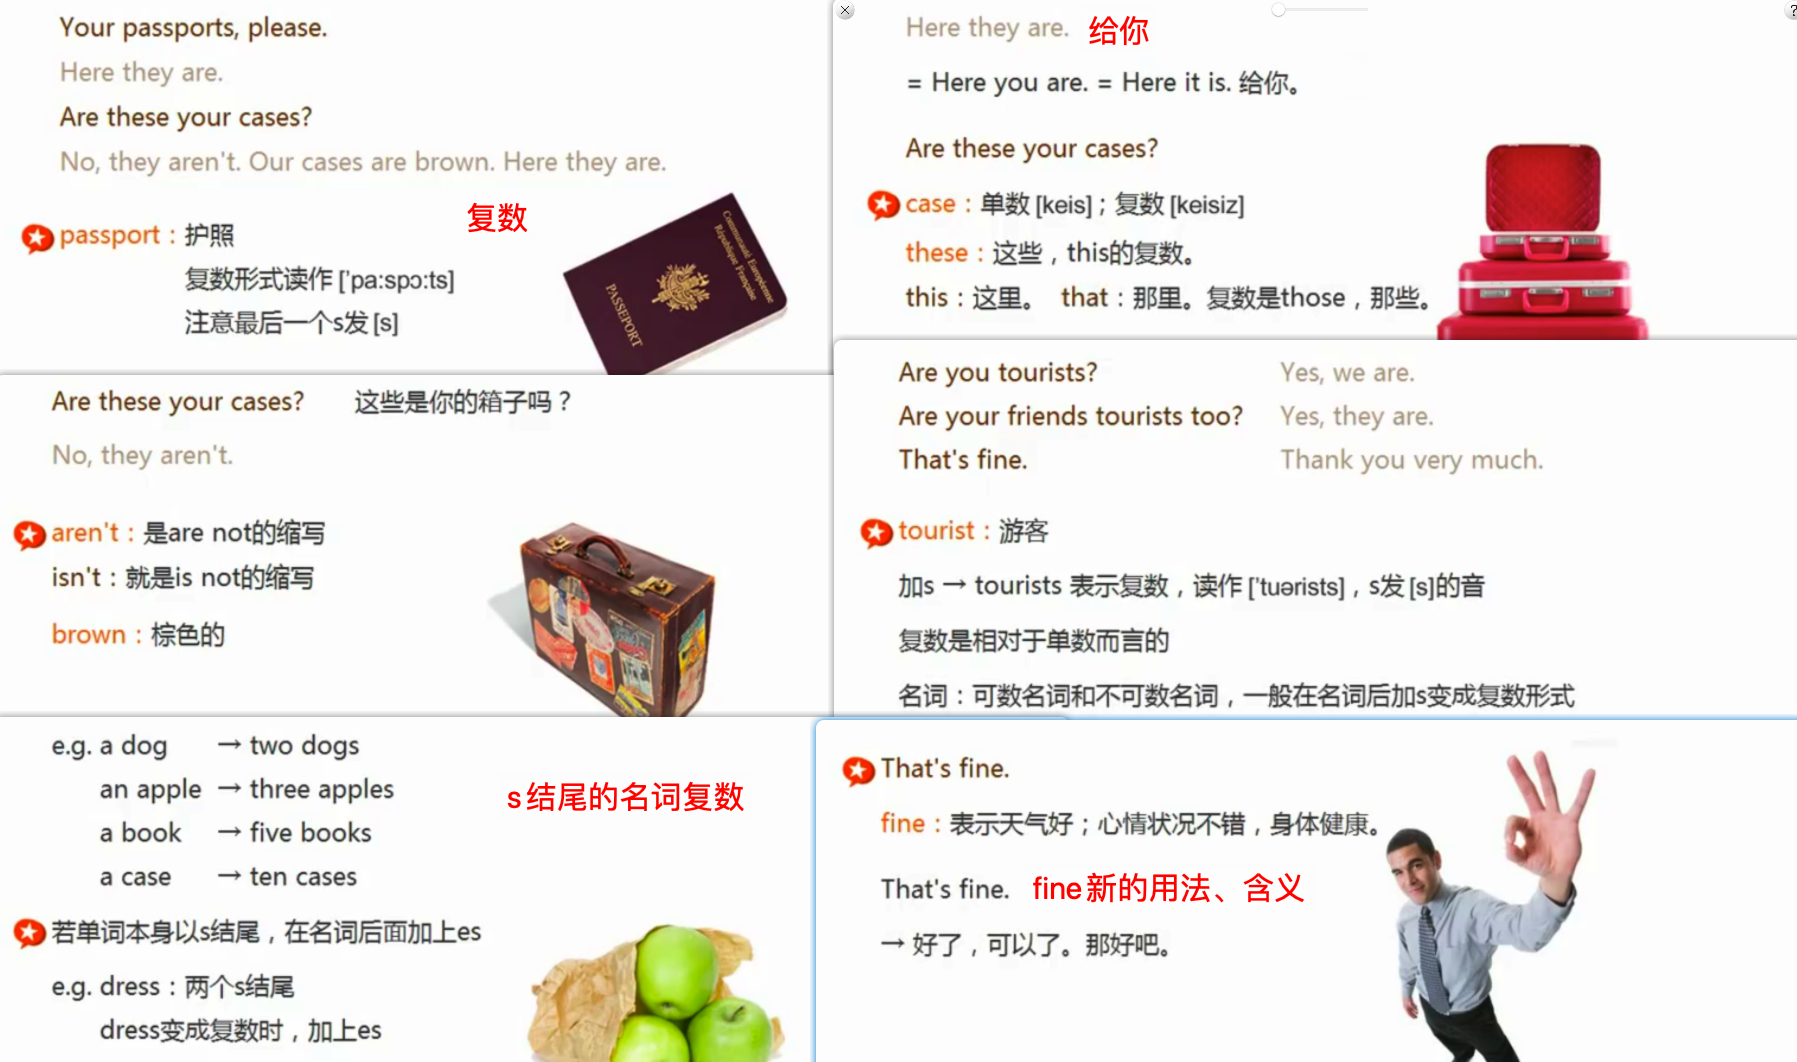 Your passports, please.
Here they are.
Are these your cases?
No, they aren't. Our cases are brown. Here they are.
复数
passport：护照
复数形式读作 ['pa:spɔ:ts]
注意最后一个s发 [s]
Communauté Européenne
République Française
PASSEPORT
Here they are. 给你
= Here you are. = Here it is. 给你。
Are these your cases?
case：单数 [keis]；复数 [keisiz]
these：这些，this的复数。
this：这里。 that：那里。复数是those，那些。
?
Are these your cases? 这些是你的箱子吗？
No, they aren't.
aren't：是are not的缩写
isn't：就是is not的缩写
brown：棕色的
Are you tourists? Yes, we are.
Are your friends tourists too? Yes, they are.
That's fine. Thank you very much.
tourist：游客
加s → tourists 表示复数，读作 ['tuərists]，s发 [s]的音
复数是相对于单数而言的
名词：可数名词和不可数名词，一般在名词后加s变成复数形式
e.g. a dog → two dogs
an apple → three apples
a book → five books
a case → ten cases
s结尾的名词复数
若单词本身以s结尾，在名词后面加上es
e.g. dress：两个s结尾
dress变成复数时，加上es
That's fine.
fine：表示天气好；心情状况不错，身体健康。
That's fine. fine新的用法、含义
→ 好了，可以了。那好吧。